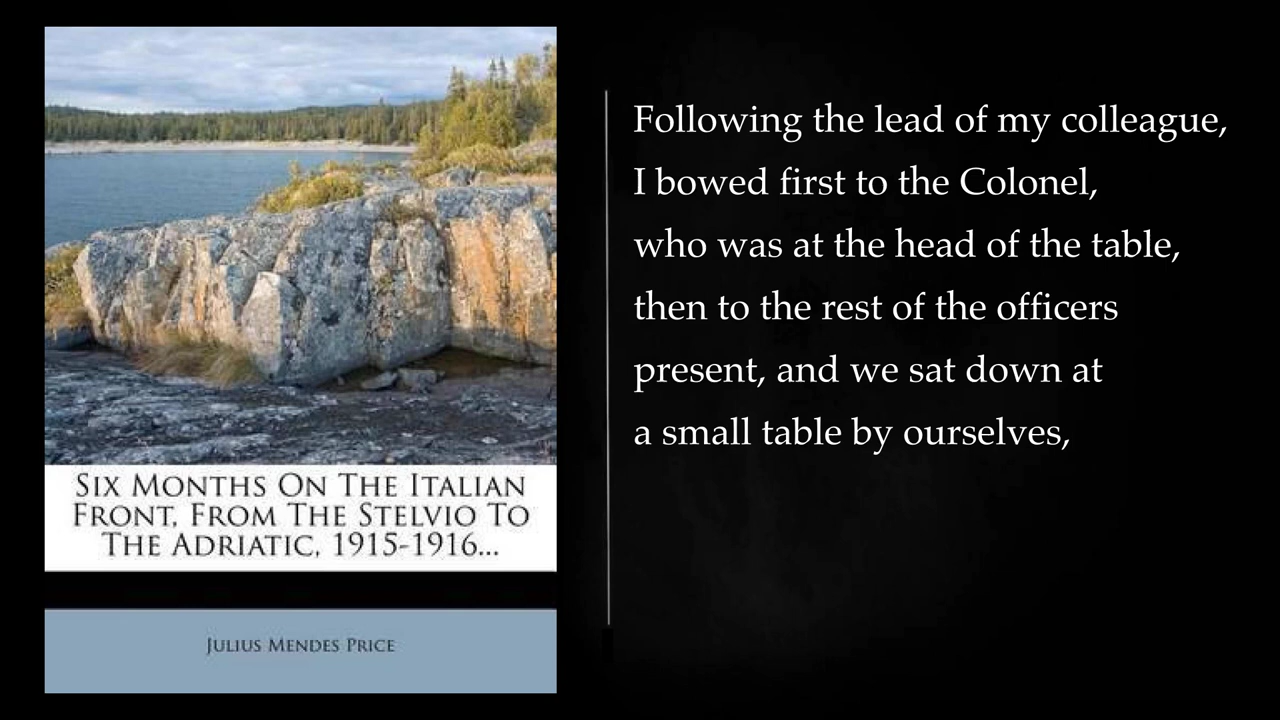 Six Months On The Italian
Front, From The Stelvio To
The Adriatic, 1915-1916...
Julius Mendes Price
Following the lead of my colleague,
I bowed first to the Colonel,
who was at the head of the table,
then to the rest of the officers
present, and we sat down at
a small table by ourselves,